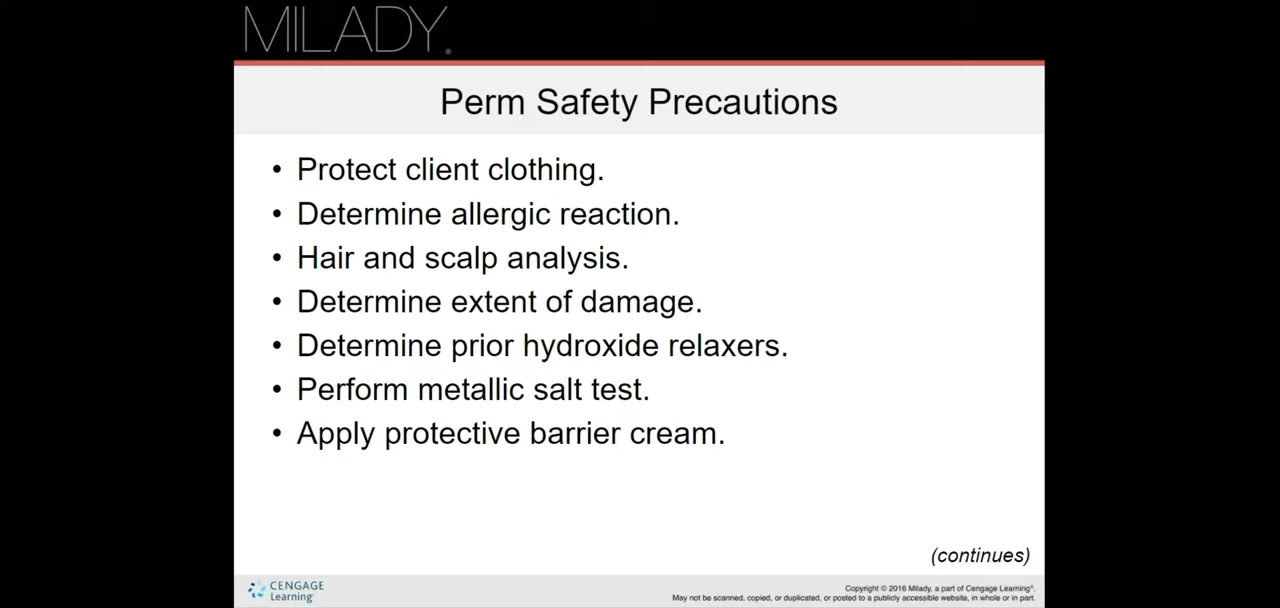 MILADY®
Perm Safety Precautions
• Protect client clothing.
• Determine allergic reaction.
• Hair and scalp analysis.
• Determine extent of damage.
• Determine prior hydroxide relaxers.
• Perform metallic salt test.
• Apply protective barrier cream.
(continues)
CENGAGE
Learning
Copyright © 2016 Milady, a part of Cengage Learning®.
May not be scanned, copied, or duplicated, or posted to a publicly accessible website, in whole or in part.